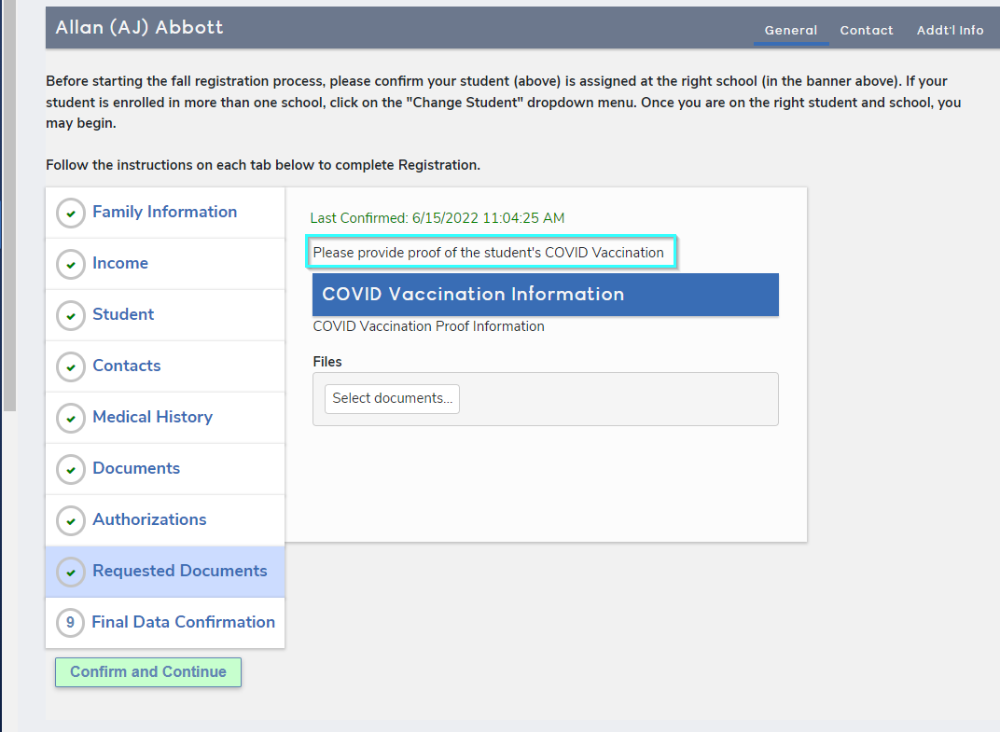 Allan (AJ) Abbott
General Contact Addt'l Info
Before starting the fall registration process, please confirm your student (above) is assigned at the right school (in the banner above). If your
student is enrolled in more than one school, click on the "Change Student" dropdown menu. Once you are on the right student and school, you
may begin.
Follow the instructions on each tab below to complete Registration.
Family Information
Income
Student
Contacts
Medical History
Documents
Authorizations
Requested Documents
9 Final Data Confirmation
Confirm and Continue
Last Confirmed: 6/15/2022 11:04:25 AM
Please provide proof of the student's COVID Vaccination
COVID Vaccination Information
COVID Vaccination Proof Information
Files
Select documents...